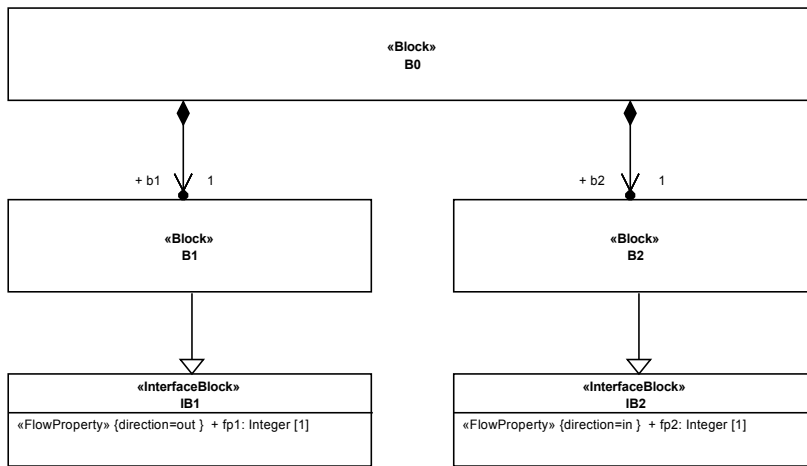 «Block»
B0
+ b1 1
+ b2 1
«Block»
B1
«Block»
B2
«InterfaceBlock»
IB1
«FlowProperty» {direction=out } + fp1: Integer [1]
«InterfaceBlock»
IB2
«FlowProperty» {direction=in } + fp2: Integer [1]